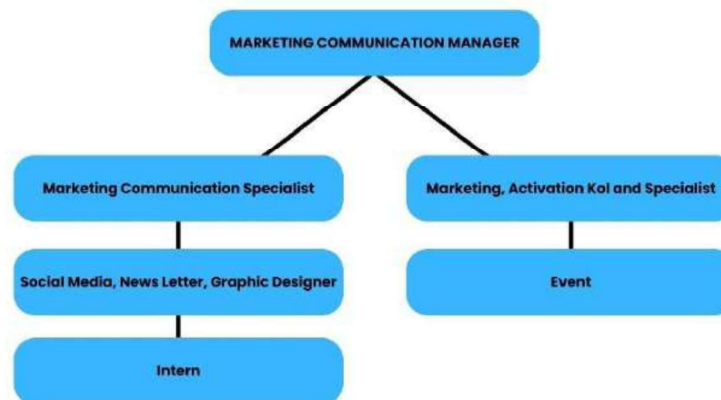 MARKETING COMMUNICATION MANAGER
Marketing Communication Specialist
Marketing, Activation Kol and Specialist
Social Media, News Letter, Graphic Designer
Event
Intern